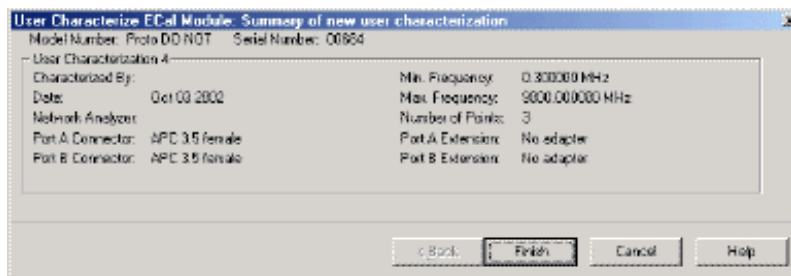 User Characterize ECal Module: Summary of new user characterization
Model Number: Proto DO NOT Serial Number: 00664
User Characterization 4
Characterized By: Min. Frequency: 0.300000 MHz
Date: Oct 03 2002 Max. Frequency: 9000.000000 MHz
Network Analyzer: Number of Points: 3
Port A Connector: APC 3.5 female Port A Extension: No adapter
Port B Connector: APC 3.5 female Port B Extension: No adapter
< Back Finish Cancel Help